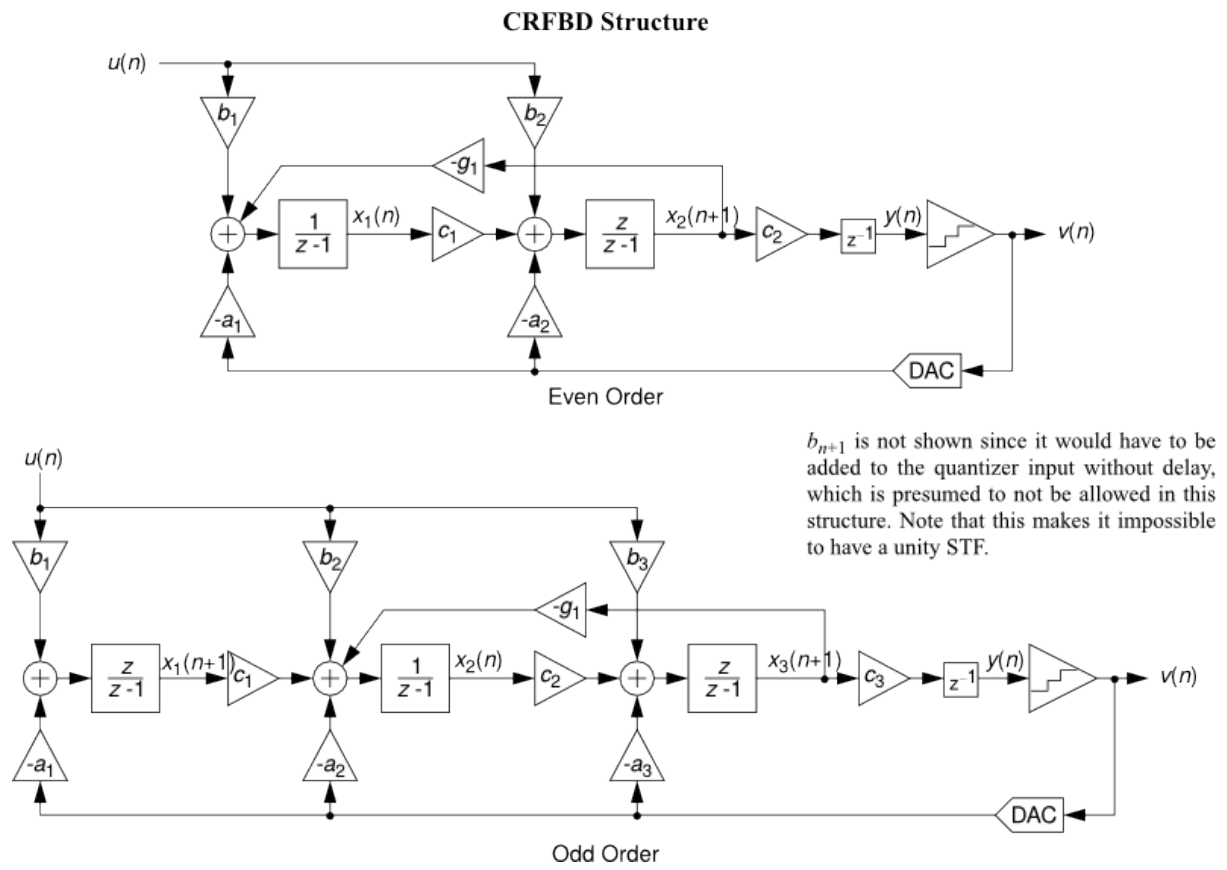 CRFBD Structure
u(n)
b1
b2
-g1
1
z -1
x1(n)
c1
z
z -1
x2(n+1)
c2
z-1
y(n)
v(n)
-a1
-a2
DAC
Even Order
bn+1 is not shown since it would have to be
added to the quantizer input without delay,
which is presumed to not be allowed in this
structure. Note that this makes it impossible
to have a unity STF.
u(n)
b1
b2
b3
-g1
z
z -1
x1(n+1)
c1
1
z -1
x2(n)
c2
z
z -1
x3(n+1)
c3
z-1
y(n)
v(n)
-a1
-a2
-a3
DAC
Odd Order